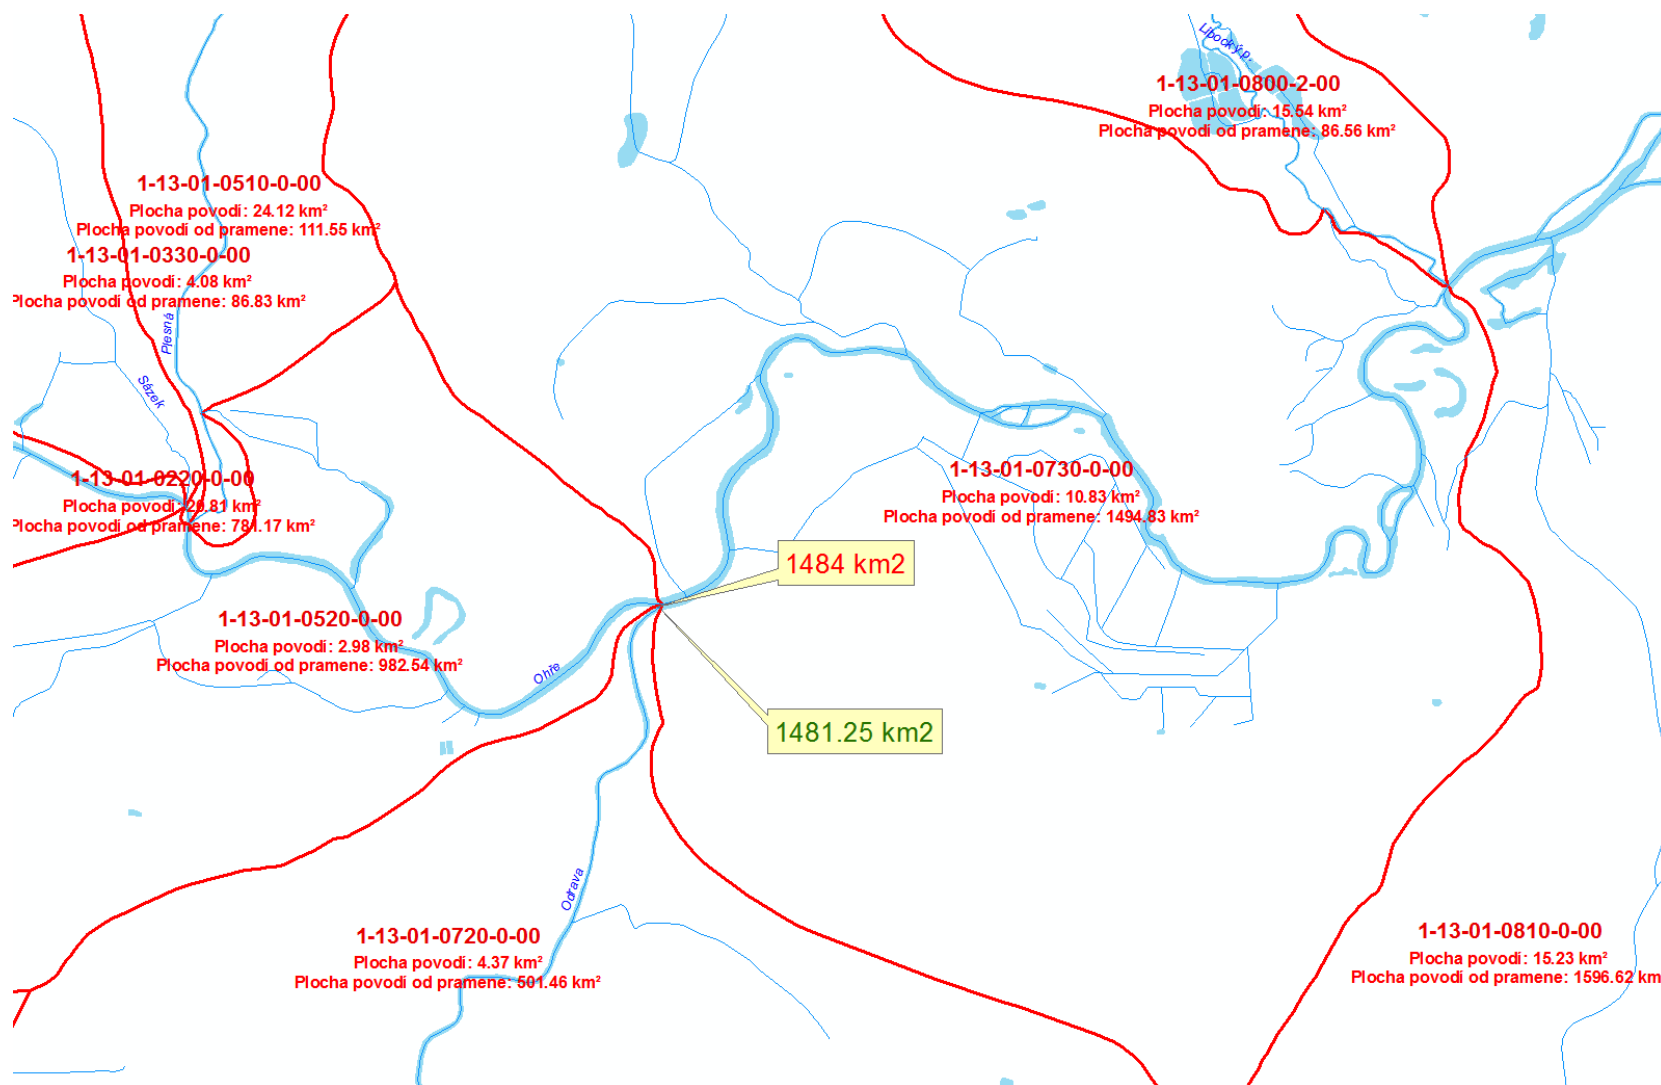 Libocký p.
1-13-01-0800-2-00
Plocha povodí: 15.54 km²
Plocha povodí od pramene: 86.56 km²
1-13-01-0510-0-00
Plocha povodí: 24.12 km²
Plocha povodí od pramene: 111.55 km²
1-13-01-0330-0-00
Plocha povodí: 4.08 km²
Plocha povodí od pramene: 86.83 km²
Plesná
Sázek
1-13-01-0220-0-00
Plocha povodí: 20.81 km²
Plocha povodí od pramene: 781.17 km²
1-13-01-0730-0-00
Plocha povodí: 10.83 km²
Plocha povodí od pramene: 1494.83 km²
1484 km2
1-13-01-0520-0-00
Plocha povodí: 2.98 km²
Plocha povodí od pramene: 982.54 km²
Ohře
1481.25 km2
Odrava
1-13-01-0720-0-00
Plocha povodí: 4.37 km²
Plocha povodí od pramene: 501.46 km²
1-13-01-0810-0-00
Plocha povodí: 15.23 km²
Plocha povodí od pramene: 1596.62 km